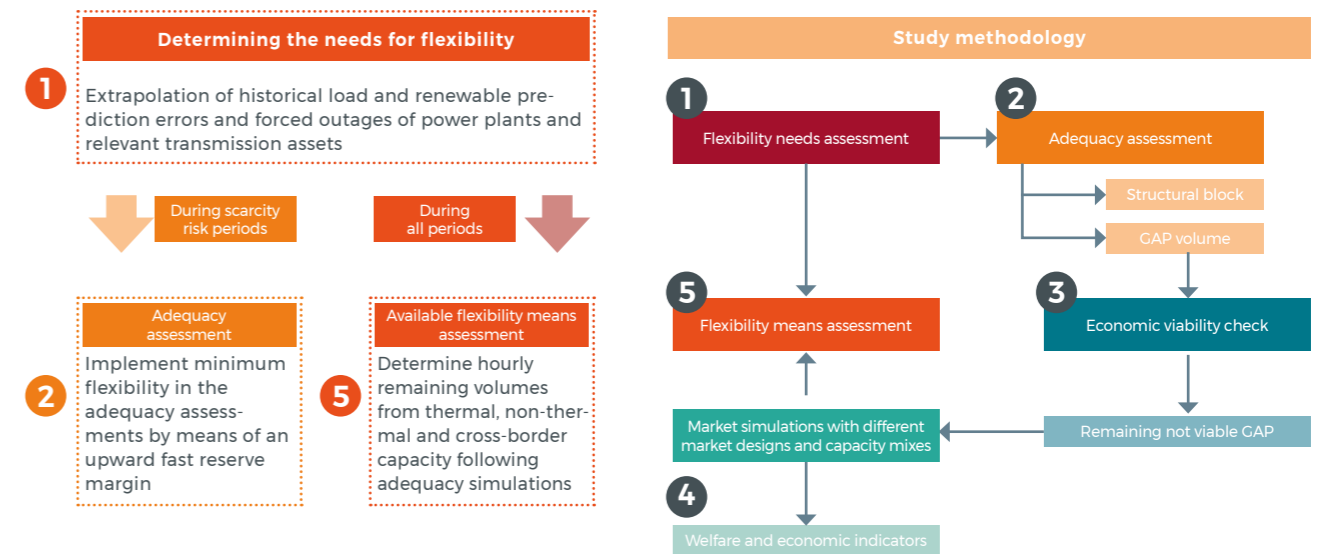 Determining the needs for flexibility
1
Extrapolation of historical load and renewable pre-
diction errors and forced outages of power plants and
relevant transmission assets
During scarcity
risk periods
During
all periods
Adequacy
assessment
2
Implement minimum
flexibility in the
adequacy assess-
ments by means of an
upward fast reserve
margin
Available flexibility means
assessment
5
Determine hourly
remaining volumes
from thermal, non-ther-
mal and cross-border
capacity following
adequacy simulations
Study methodology
1
Flexibility needs assessment
2
Adequacy assessment
Structural block
GAP volume
5
Flexibility means assessment
3
Economic viability check
Market simulations with different
market designs and capacity mixes
Remaining not viable GAP
4
Welfare and economic indicators